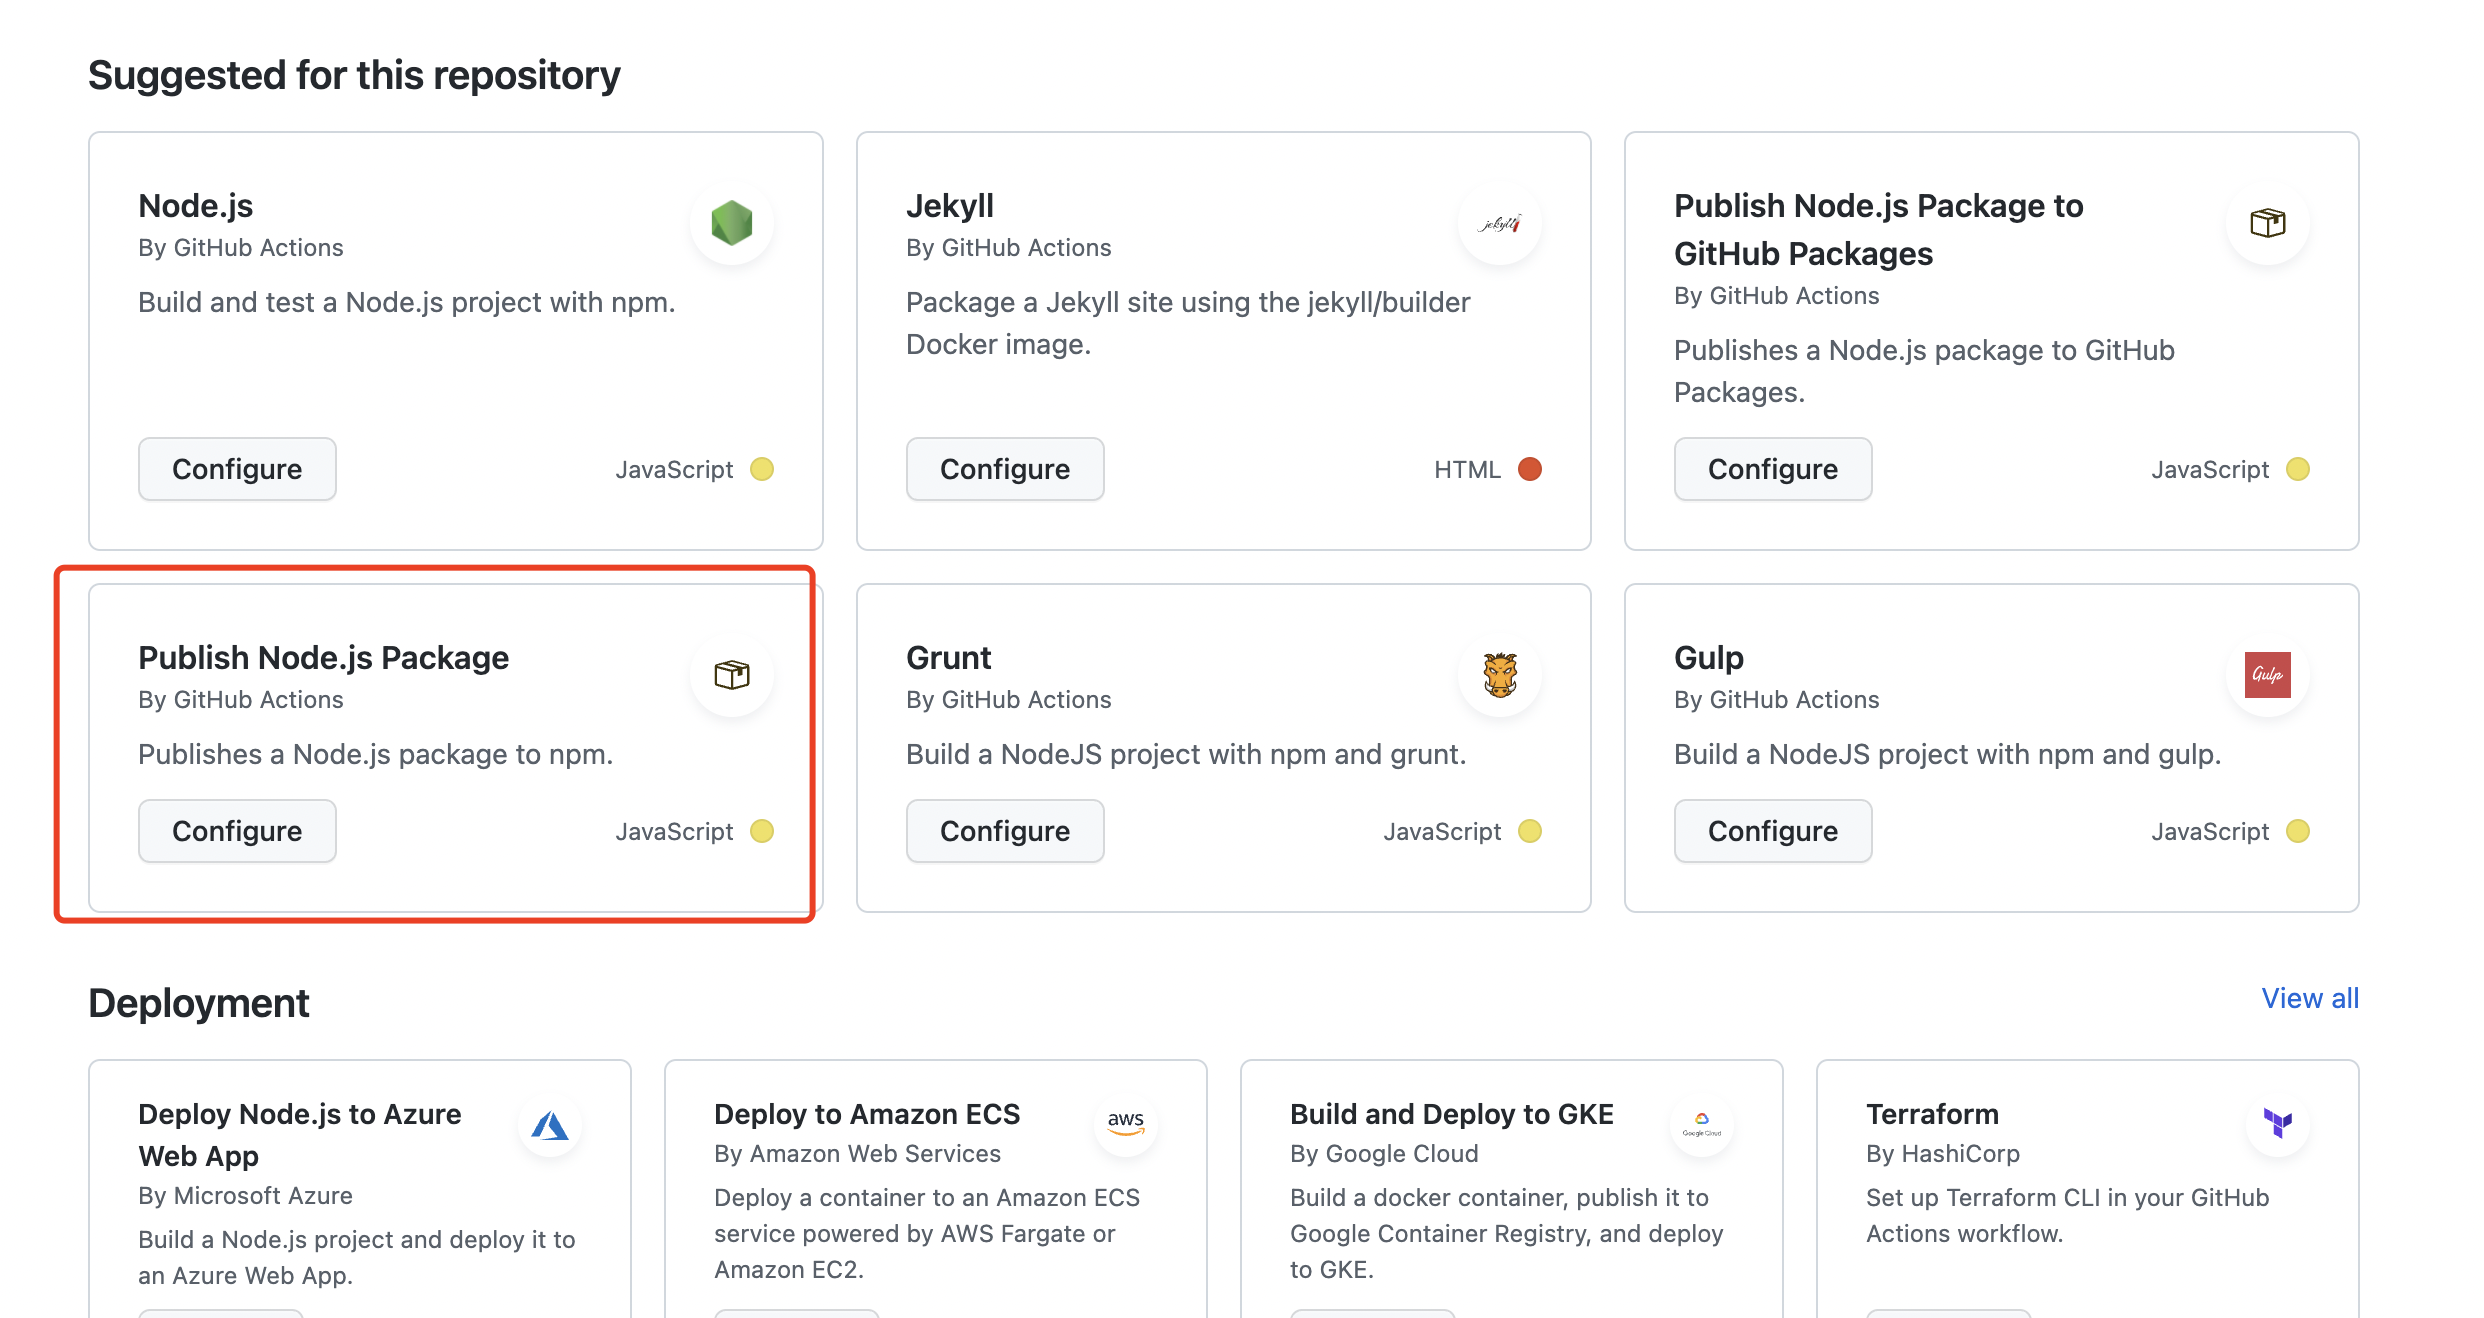 Suggested for this repository
Node.js
By GitHub Actions
Build and test a Node.js project with npm.
Configure
JavaScript
Jekyll
By GitHub Actions
jekyll
Package a Jekyll site using the jekyll/builder
Docker image.
Configure
HTML
Publish Node.js Package to
GitHub Packages
By GitHub Actions
Publishes a Node.js package to GitHub
Packages.
Configure
JavaScript
Publish Node.js Package
By GitHub Actions
Publishes a Node.js package to npm.
Configure
JavaScript
Grunt
By GitHub Actions
Build a NodeJS project with npm and grunt.
Configure
JavaScript
Gulp
By GitHub Actions
Gulp
Build a NodeJS project with npm and gulp.
Configure
JavaScript
Deployment
View all
Deploy Node.js to Azure
Web App
By Microsoft Azure
Build a Node.js project and deploy it to
an Azure Web App.
Deploy to Amazon ECS
By Amazon Web Services
aws
Deploy a container to an Amazon ECS
service powered by AWS Fargate or
Amazon EC2.
Build and Deploy to GKE
By Google Cloud
Google Cloud
Build a docker container, publish it to
Google Container Registry, and deploy
to GKE.
Terraform
By HashiCorp
Set up Terraform CLI in your GitHub
Actions workflow.